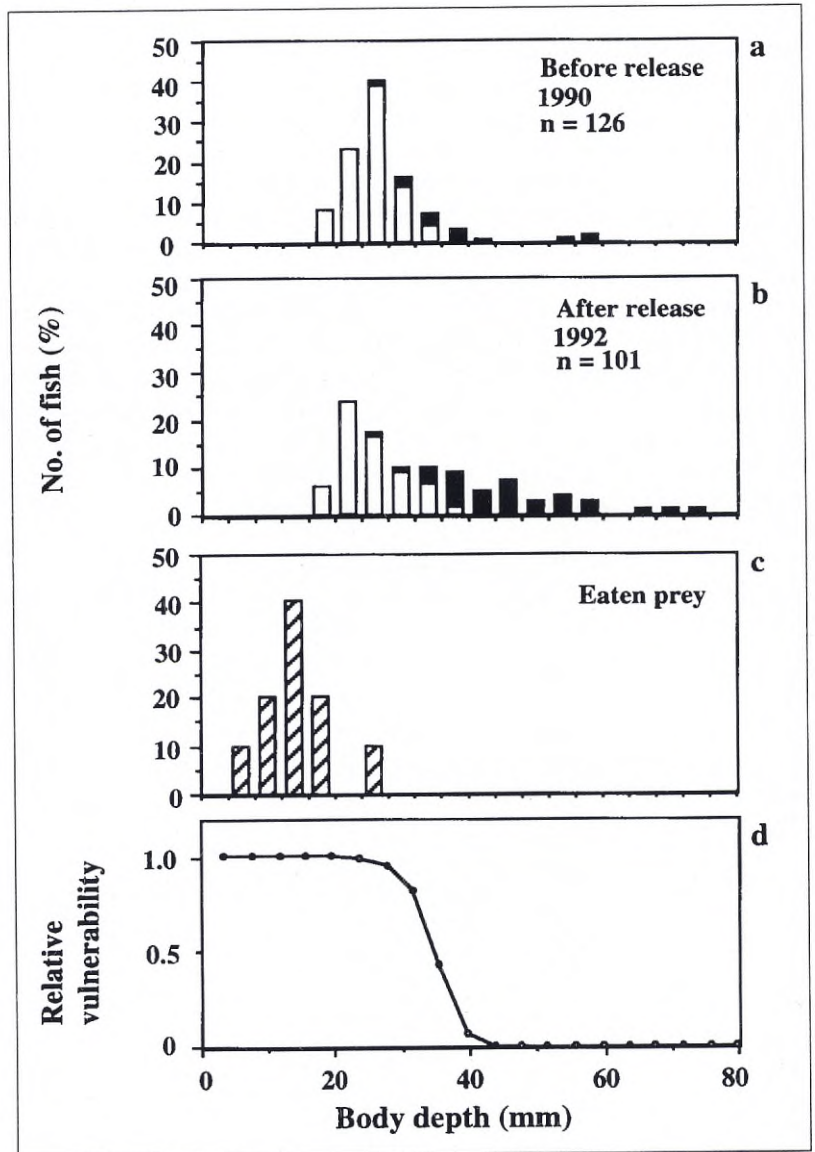 50
40
30
20
10
0
Before release
1990
n = 126
a
50
40
30
20
10
0
After release
1992
n = 101
b
No. of fish (%)
50
40
30
20
10
0
Eaten prey
c
1.0
0.5
0
d
Relative
vulnerability
0 20 40 60 80
Body depth (mm)